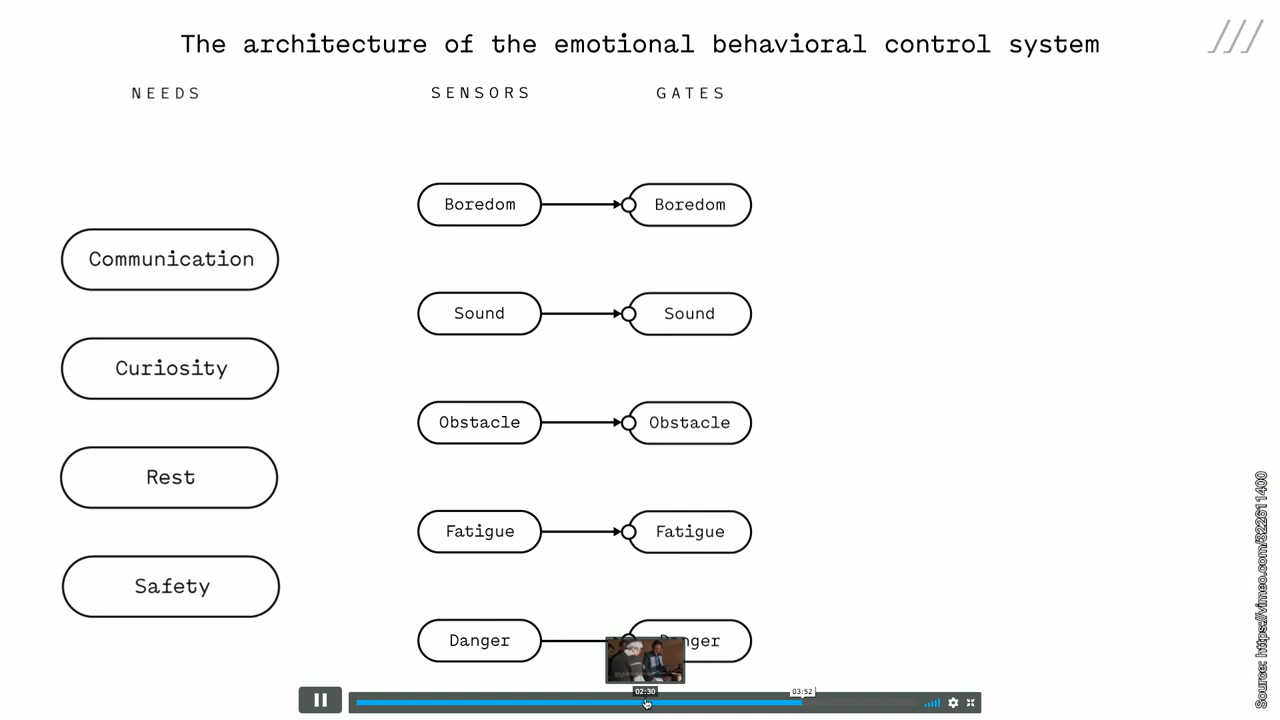 The architecture of the emotional behavioral control system
NEEDS
SENSORS
GATES
Communication
Curiosity
Rest
Safety
Boredom
Boredom
Sound
Sound
Obstacle
Obstacle
Fatigue
Fatigue
Danger
nger
02:30
03:52
Source: https://vimeo.com/322611400